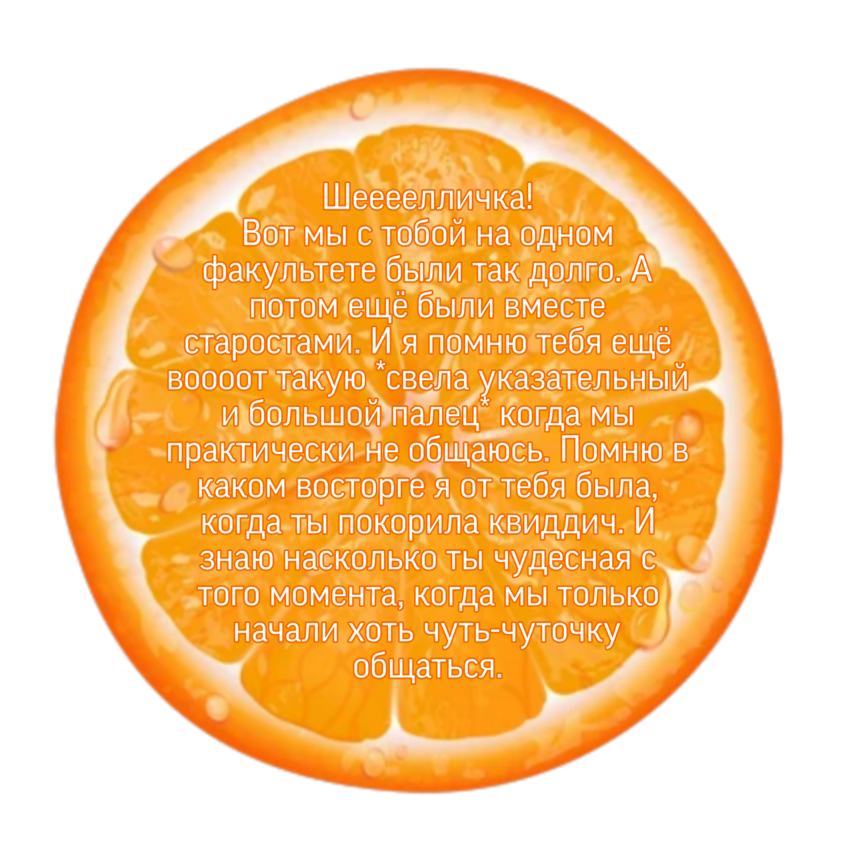 Шеееелличка!
Вот мы с тобой на одном
факультете были так долго. А
потом ещё были вместе
старостами. И я помню тебя ещё
воооот такую *свела указательный
и большой палец* когда мы
практически не общаюсь. Помню в
каком восторге я от тебя была,
когда ты покорила квиддич. И
знаю насколько ты чудесная с
того момента, когда мы только
начали хоть чуть-чуточку
общаться.